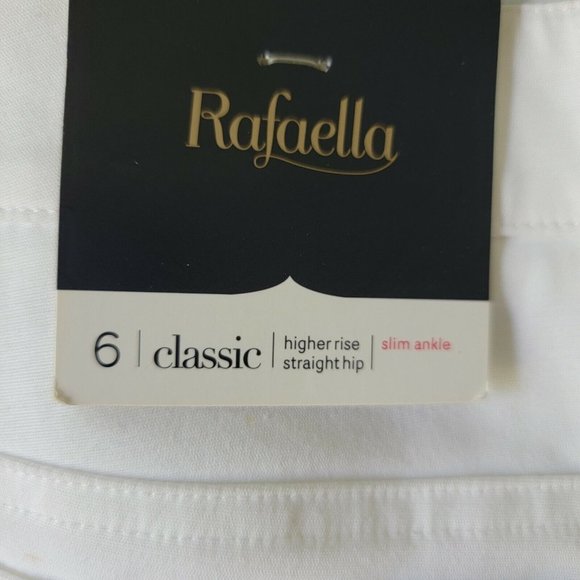 Rafaella
6 | classic | higher rise | slim ankle
straight hip